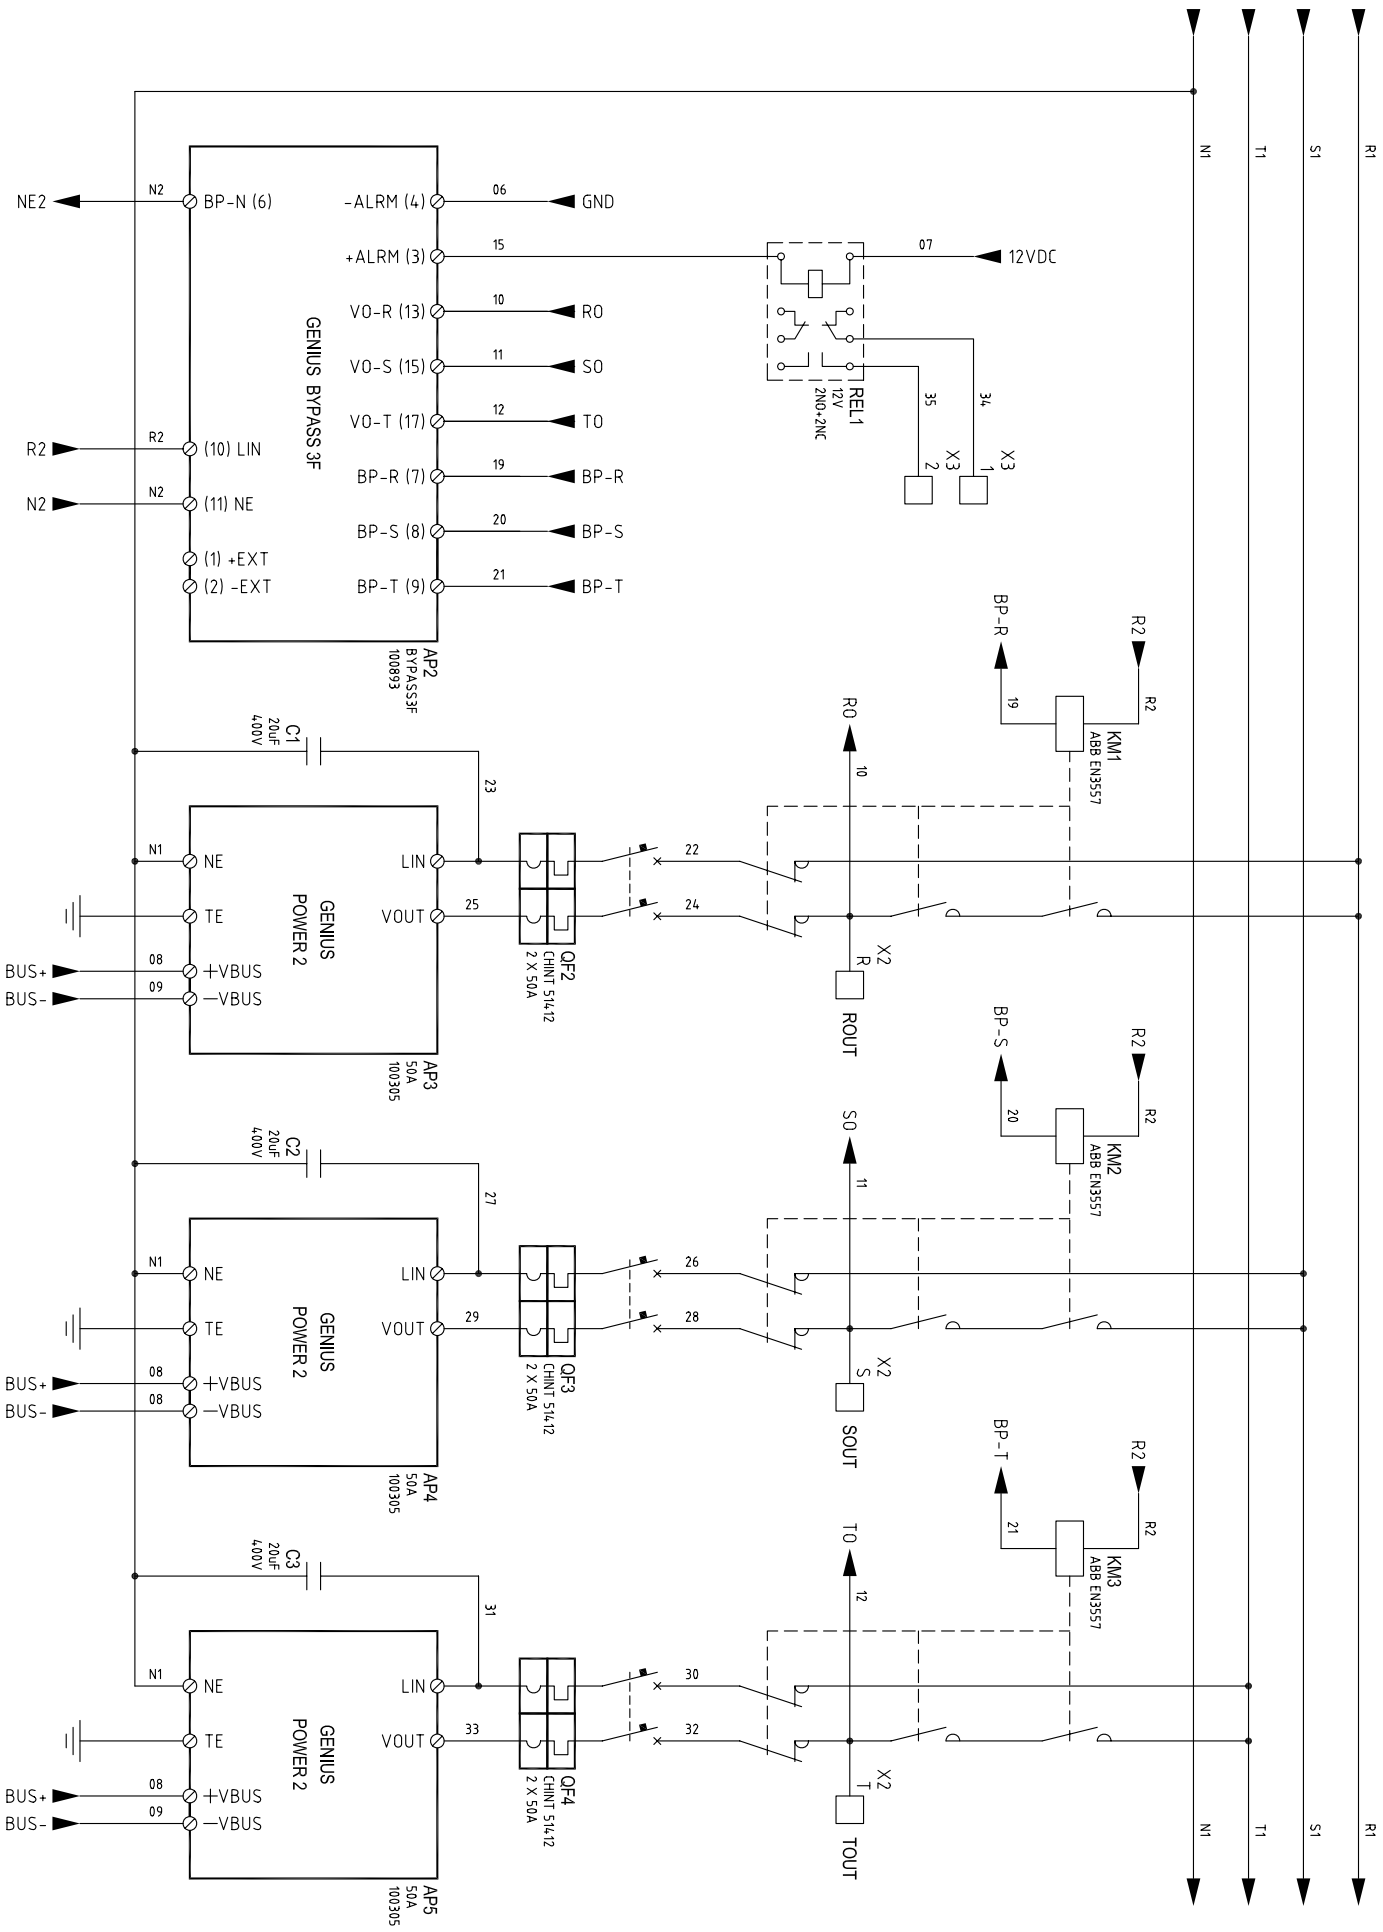 N1
T1
S1
R1
NE2
N2
BP-N (6)
-ALRM (4)
06
GND
+ALRM (3)
15
07
12VDC
VO-R (13)
10
RO
VO-S (15)
11
SO
VO-T (17)
12
TO
BP-R (7)
19
BP-R
BP-S (8)
20
BP-S
BP-T (9)
21
BP-T
GENIUS BYPASS 3F
R2
R2
(10) LIN
N2
N2
(11) NE
(1) +EXT
(2) -EXT
AP2
BYPASS3F
100893
REL1
12V
2NO+2NC
35
34
X3
2
X3
1
BP-R
19
R2
R2
KM1
ABB EN3557
RO
10
C1
20uF
400V
23
N1
NE
LIN
TE
VOUT
25
GENIUS
POWER 2
BUS+
08
+VBUS
BUS-
09
-VBUS
AP3
50A
100305
QF2
CHINT 51412
2 X 50A
22
24
X2
R
ROUT
BP-S
20
R2
R2
KM2
ABB EN3557
SO
11
C2
20uF
400V
27
N1
NE
LIN
TE
VOUT
29
GENIUS
POWER 2
BUS+
08
+VBUS
BUS-
08
-VBUS
AP4
50A
100305
QF3
CHINT 51412
2 X 50A
26
28
X2
S
SOUT
BP-T
21
R2
R2
KM3
ABB EN3557
TO
12
C3
20uF
400V
31
N1
NE
LIN
TE
VOUT
33
GENIUS
POWER 2
BUS+
08
+VBUS
BUS-
09
-VBUS
AP5
50A
100305
QF4
CHINT 51412
2 X 50A
30
32
X2
T
TOUT
N1
T1
S1
R1